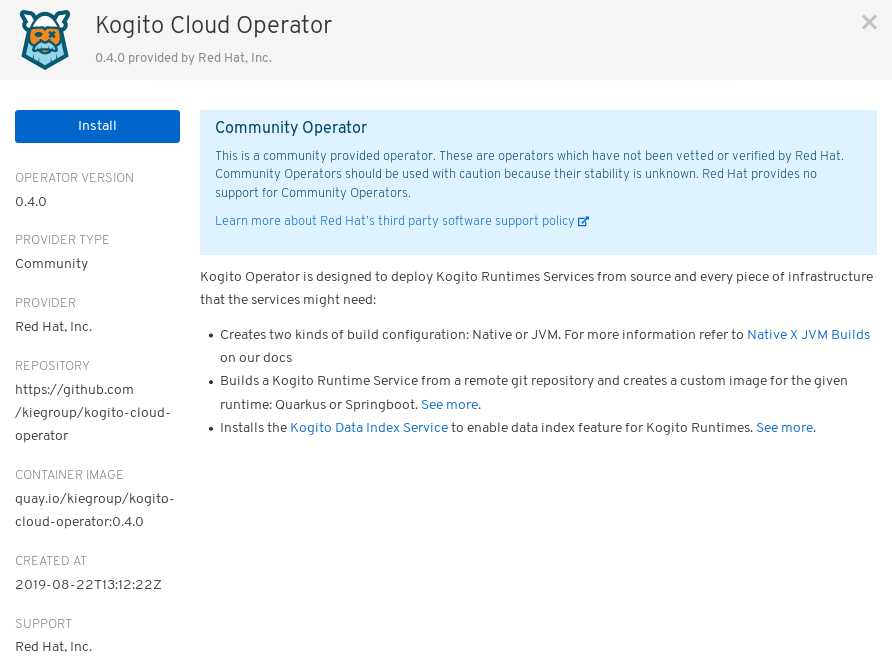 Kogito Cloud Operator
0.4.0 provided by Red Hat, Inc.
Install
OPERATOR VERSION
0.4.0
PROVIDER TYPE
Community
PROVIDER
Red Hat, Inc.
REPOSITORY
https://github.com
/kiegroup/kogito-cloud-
operator
CONTAINER IMAGE
quay.io/kiegroup/kogito-
cloud-operator:0.4.0
CREATED AT
2019-08-22T13:12:22Z
SUPPORT
Red Hat, Inc.
Community Operator
This is a community provided operator. These are operators which have not been vetted or verified by Red Hat.
Community Operators should be used with caution because their stability is unknown. Red Hat provides no
support for Community Operators.
Learn more about Red Hat's third party software support policy
Kogito Operator is designed to deploy Kogito Runtimes Services from source and every piece of infrastructure
that the services might need:
• Creates two kinds of build configuration: Native or JVM. For more information refer to Native X JVM Builds
on our docs
• Builds a Kogito Runtime Service from a remote git repository and creates a custom image for the given
runtime: Quarkus or Springboot. See more.
• Installs the Kogito Data Index Service to enable data index feature for Kogito Runtimes. See more.